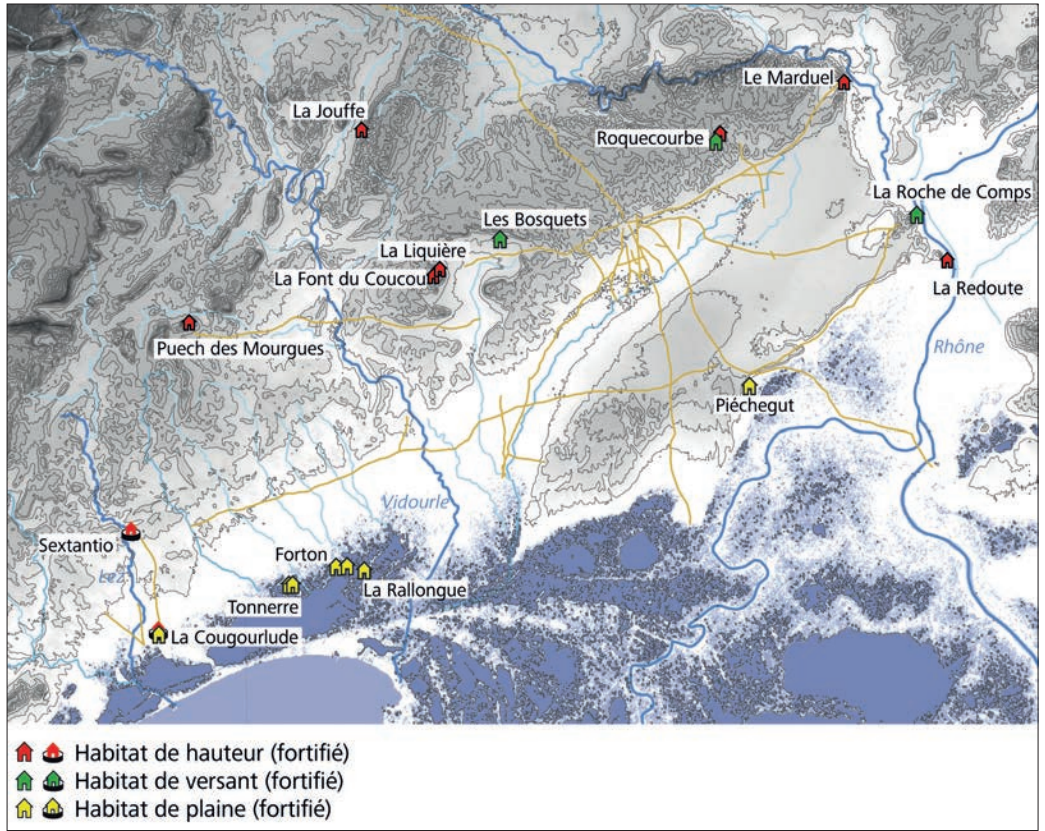 Le Marduel
La Jouffe
Roquecourbe
La Roche de Comps
Les Bosquets
La Liquière
La Font du Coucou
La Redoute
Puech des Mourgues
Rhône
Piéchegut
Vidourle
Sextantio
Forton
Lez
La Rallongue
Tonnerre
La Cougourlude
Habitat de hauteur (fortifié)
Habitat de versant (fortifié)
Habitat de plaine (fortifié)